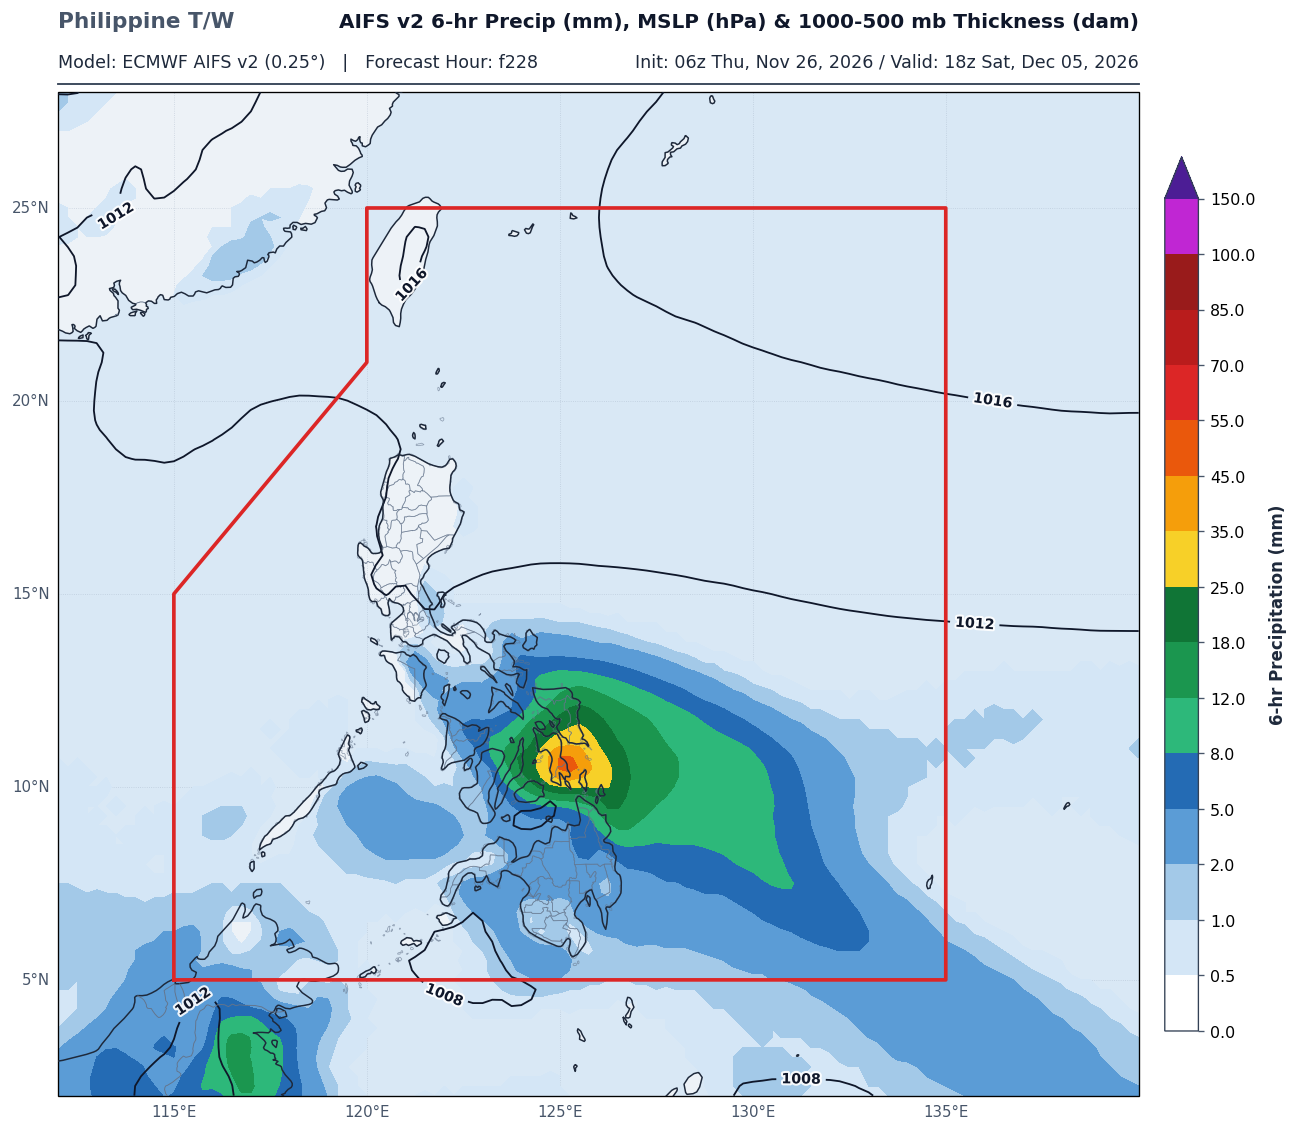 Philippine T/W
AIFS v2 6-hr Precip (mm), MSLP (hPa) & 1000-500 mb Thickness (dam)
Model: ECMWF AIFS v2 (0.25°) | Forecast Hour: f228
Init: 06z Thu, Nov 26, 2026 / Valid: 18z Sat, Dec 05, 2026
25°N
20°N
15°N
10°N
5°N
115°E
120°E
125°E
130°E
135°E
1012
1016
1016
1012
1012
1008
1008
150.0
100.0
85.0
70.0
55.0
45.0
35.0
25.0
18.0
12.0
8.0
5.0
2.0
1.0
0.5
0.0
6-hr Precipitation (mm)